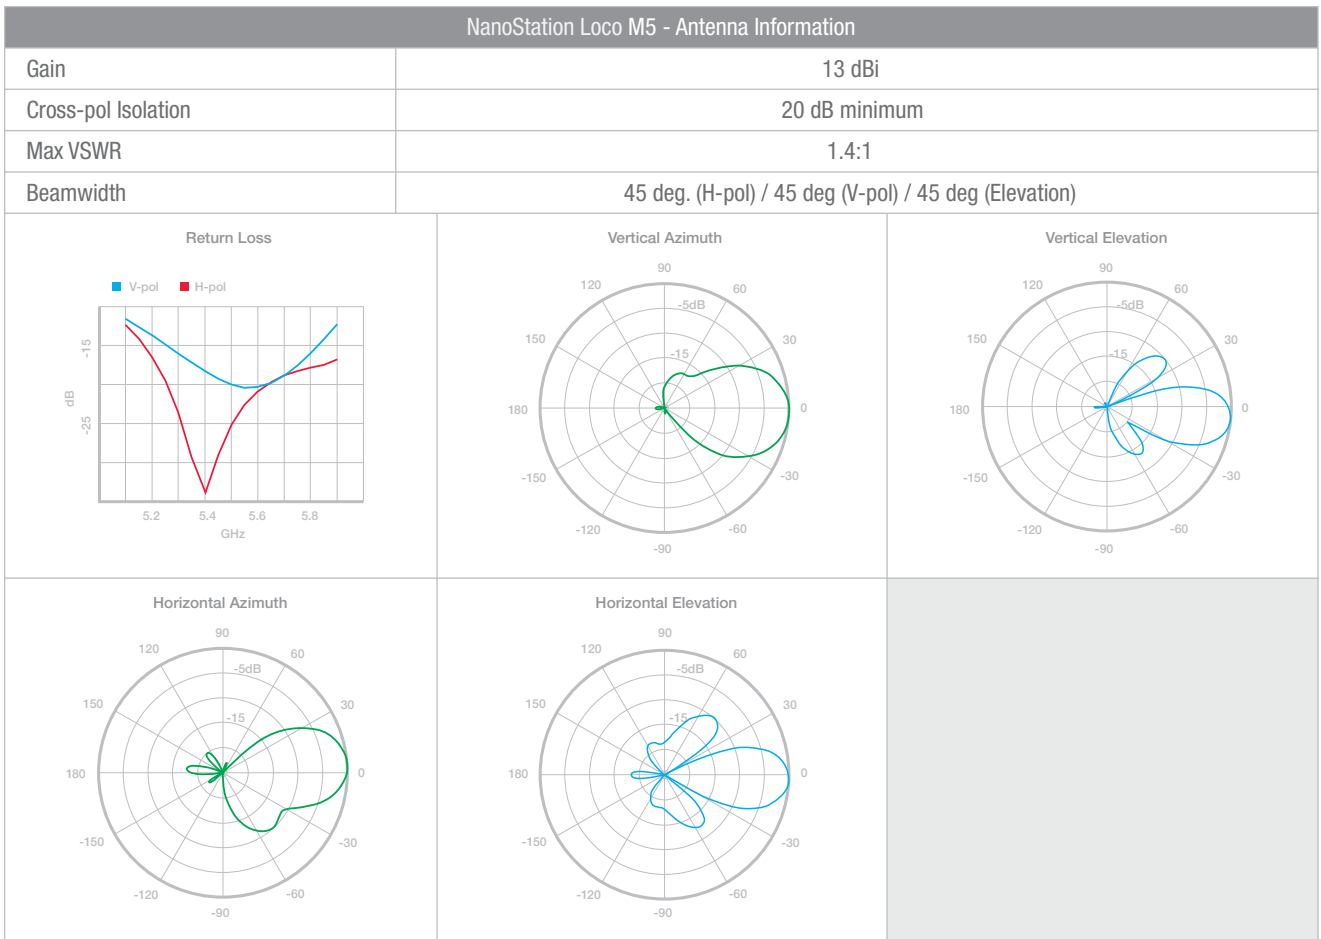 NanoStation Loco M5 - Antenna Information
Gain 13 dBi
Cross-pol Isolation 20 dB minimum
Max VSWR 1.4:1
Beamwidth 45 deg. (H-pol) / 45 deg (V-pol) / 45 deg (Elevation)
Return Loss
V-pol H-pol
-15
dB
-25
5.2 5.4 5.6 5.8
GHz
Vertical Azimuth
90
120 60
-5dB
150 30
-15
180 0
-150 -30
-120 -60
-90
Vertical Elevation
90
120 60
-5dB
150 30
-15
180 0
-150 -30
-120 -60
-90
Horizontal Azimuth
90
120 60
-5dB
150 30
-15
180 0
-150 -30
-120 -60
-90
Horizontal Elevation
90
120 60
-5dB
150 30
-15
180 0
-150 -30
-120 -60
-90